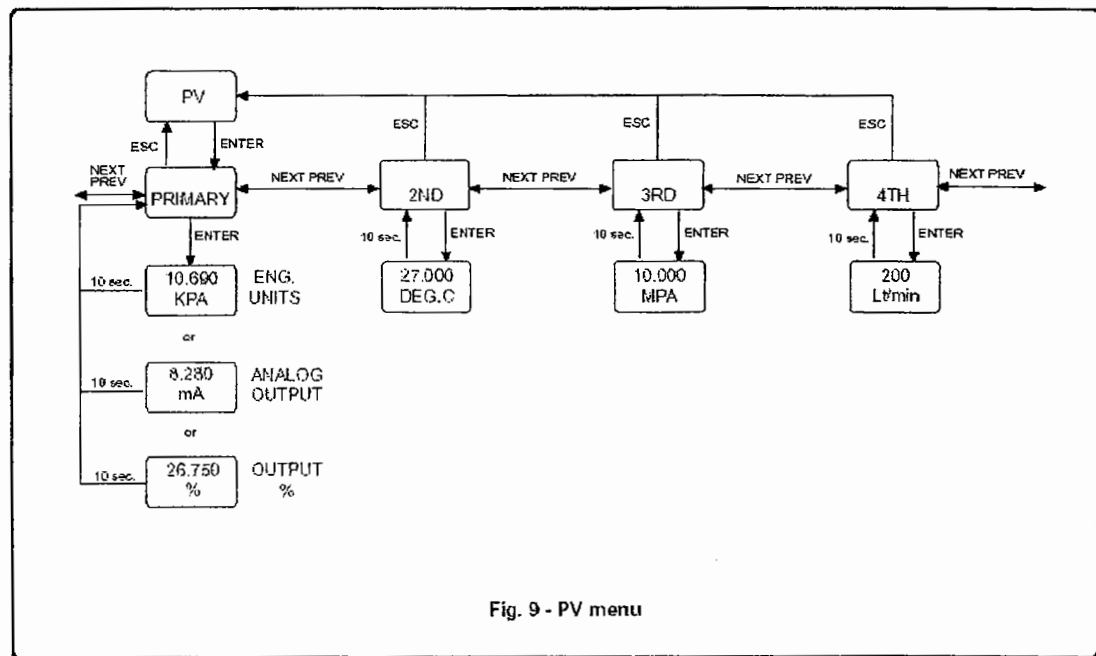 PV
ESC
ENTER
ESC
ESC
ESC
NEXT
PREV
PRIMARY
NEXT PREV
2ND
NEXT PREV
3RD
NEXT PREV
4TH
NEXT PREV
ENTER
10 sec.
ENTER
10 sec.
ENTER
10 sec.
ENTER
10 sec.
10.690
KPA
ENG.
UNITS
27.000
DEG.C
10.000
MPA
200
Lt/min
or
10 sec.
8.280
mA
ANALOG
OUTPUT
or
10 sec.
26.750
%
OUTPUT
%
Fig. 9 - PV menu